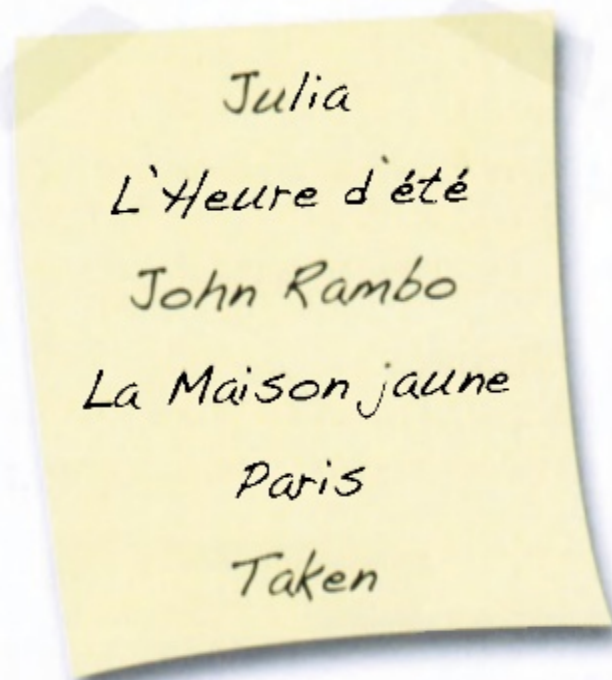 Julia
L'Heure d'été
John Rambo
La Maison jaune
Paris
Taken